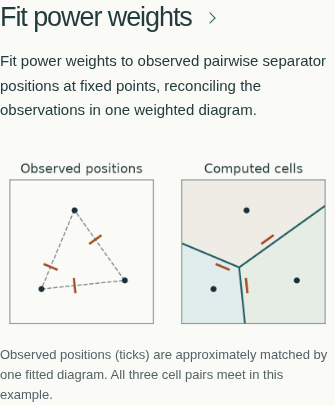 Fit power weights
Fit power weights to observed pairwise separator
positions at fixed points, reconciling the
observations in one weighted diagram.
Observed positions
Computed cells
Observed positions (ticks) are approximately matched by
one fitted diagram. All three cell pairs meet in this
example.